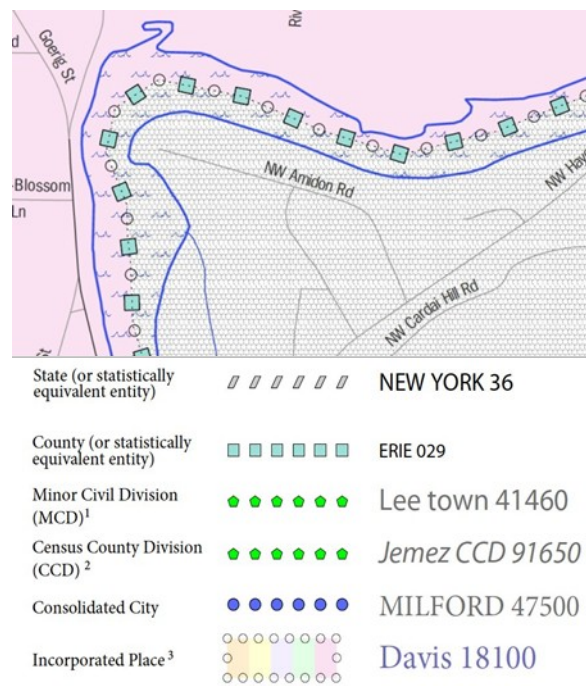 Goerig St
Riv
d
-Blossom
Ln
NW Amidon Rd
NW Hav
NW Cardai Hill Rd
State (or statistically
equivalent entity)
NEW YORK 36
County (or statistically
equivalent entity)
ERIE 029
Minor Civil Division
(MCD)1
Lee town 41460
Census County Division
(CCD) 2
Jemez CCD 91650
Consolidated City
MILFORD 47500
Incorporated Place 3
Davis 18100